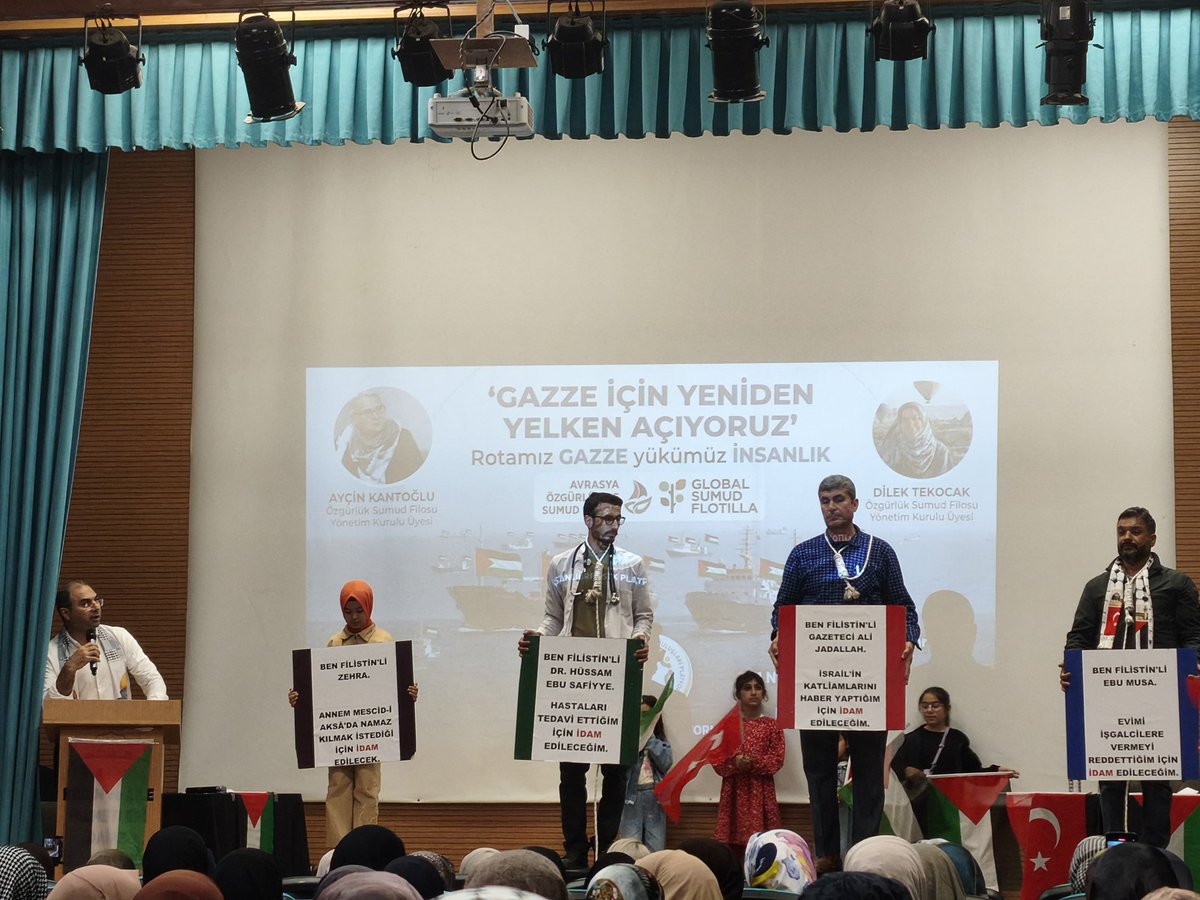 'GAZZE İÇİN YENİDEN
YELKEN AÇIYORUZ'
Rotamız GAZZE yükümüz İNSANLIK
AYÇİN KANTOĞLU
Özgürlük Sumud Filosu
Yönetim Kurulu Üyesi
AVRASYA
SUMUD
GLOBAL
SUMUD
FLOTILLA
DİLEK TEKOCAK
Özgürlük Sumud Filosu
Yönetim Kurulu Üyesi
BEN FİLİSTİN'Lİ
ZEHRA.
ANNEM MESCİD-İ
AKSÂ'DA NAMAZ
KILMAK İSTEDİĞİ
İÇİN İDAM
EDİLECEK.
BEN FİLİSTİN'Lİ
DR. HÜSSAM
EBU SAFİYYE.
HASTALARI
TEDAVİ ETTİĞİM
İÇİN İDAM
EDİLECEĞİM.
BEN FİLİSTİN'Lİ
GAZETECİ ALİ
JADALLAH.
İSRAİL'İN
KATLİAMLARINI
HABER YAPTIĞIM
İÇİN İDAM
EDİLECEĞİM.
BEN FİLİSTİN'Lİ
EBU MUSA.
EVİMİ
İŞGALCİLERE
VERMEYİ
REDDETTİĞİM İÇİN
İDAM EDİLECEĞİM.